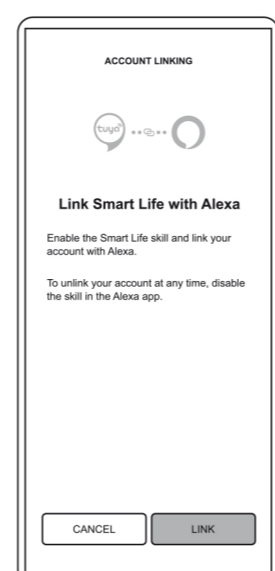 ACCOUNT LINKING
tuya
Link Smart Life with Alexa
Enable the Smart Life skill and link your
account with Alexa.
To unlink your account at any time, disable
the skill in the Alexa app.
CANCEL
LINK